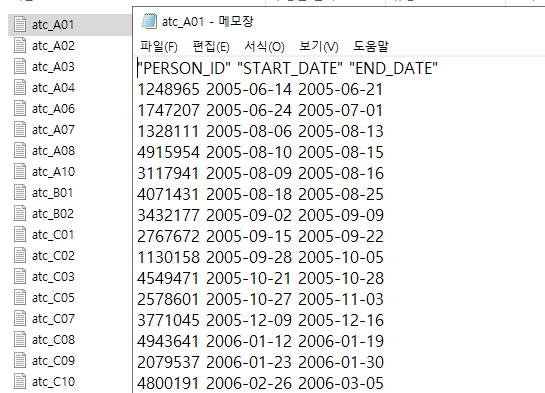 atc_A01
atc_A02
atc_A03
atc_A04
atc_A06
atc_A07
atc_A08
atc_A10
atc_B01
atc_B02
atc_C01
atc_C02
atc_C03
atc_C05
atc_C07
atc_C08
atc_C09
atc_C10
atc_A01 - 메모장
파일(F) 편집(E) 서식(O) 보기(V) 도움말
"PERSON_ID" "START_DATE" "END_DATE"
1248965 2005-06-14 2005-06-21
1747207 2005-06-24 2005-07-01
1328111 2005-08-06 2005-08-13
4915954 2005-08-10 2005-08-15
3117941 2005-08-09 2005-08-16
4071431 2005-08-18 2005-08-25
3432177 2005-09-02 2005-09-09
2767672 2005-09-15 2005-09-22
1130158 2005-09-28 2005-10-05
4549471 2005-10-21 2005-10-28
2578601 2005-10-27 2005-11-03
3771045 2005-12-09 2005-12-16
4943641 2006-01-12 2006-01-19
2079537 2006-01-23 2006-01-30
4800191 2006-02-26 2006-03-05